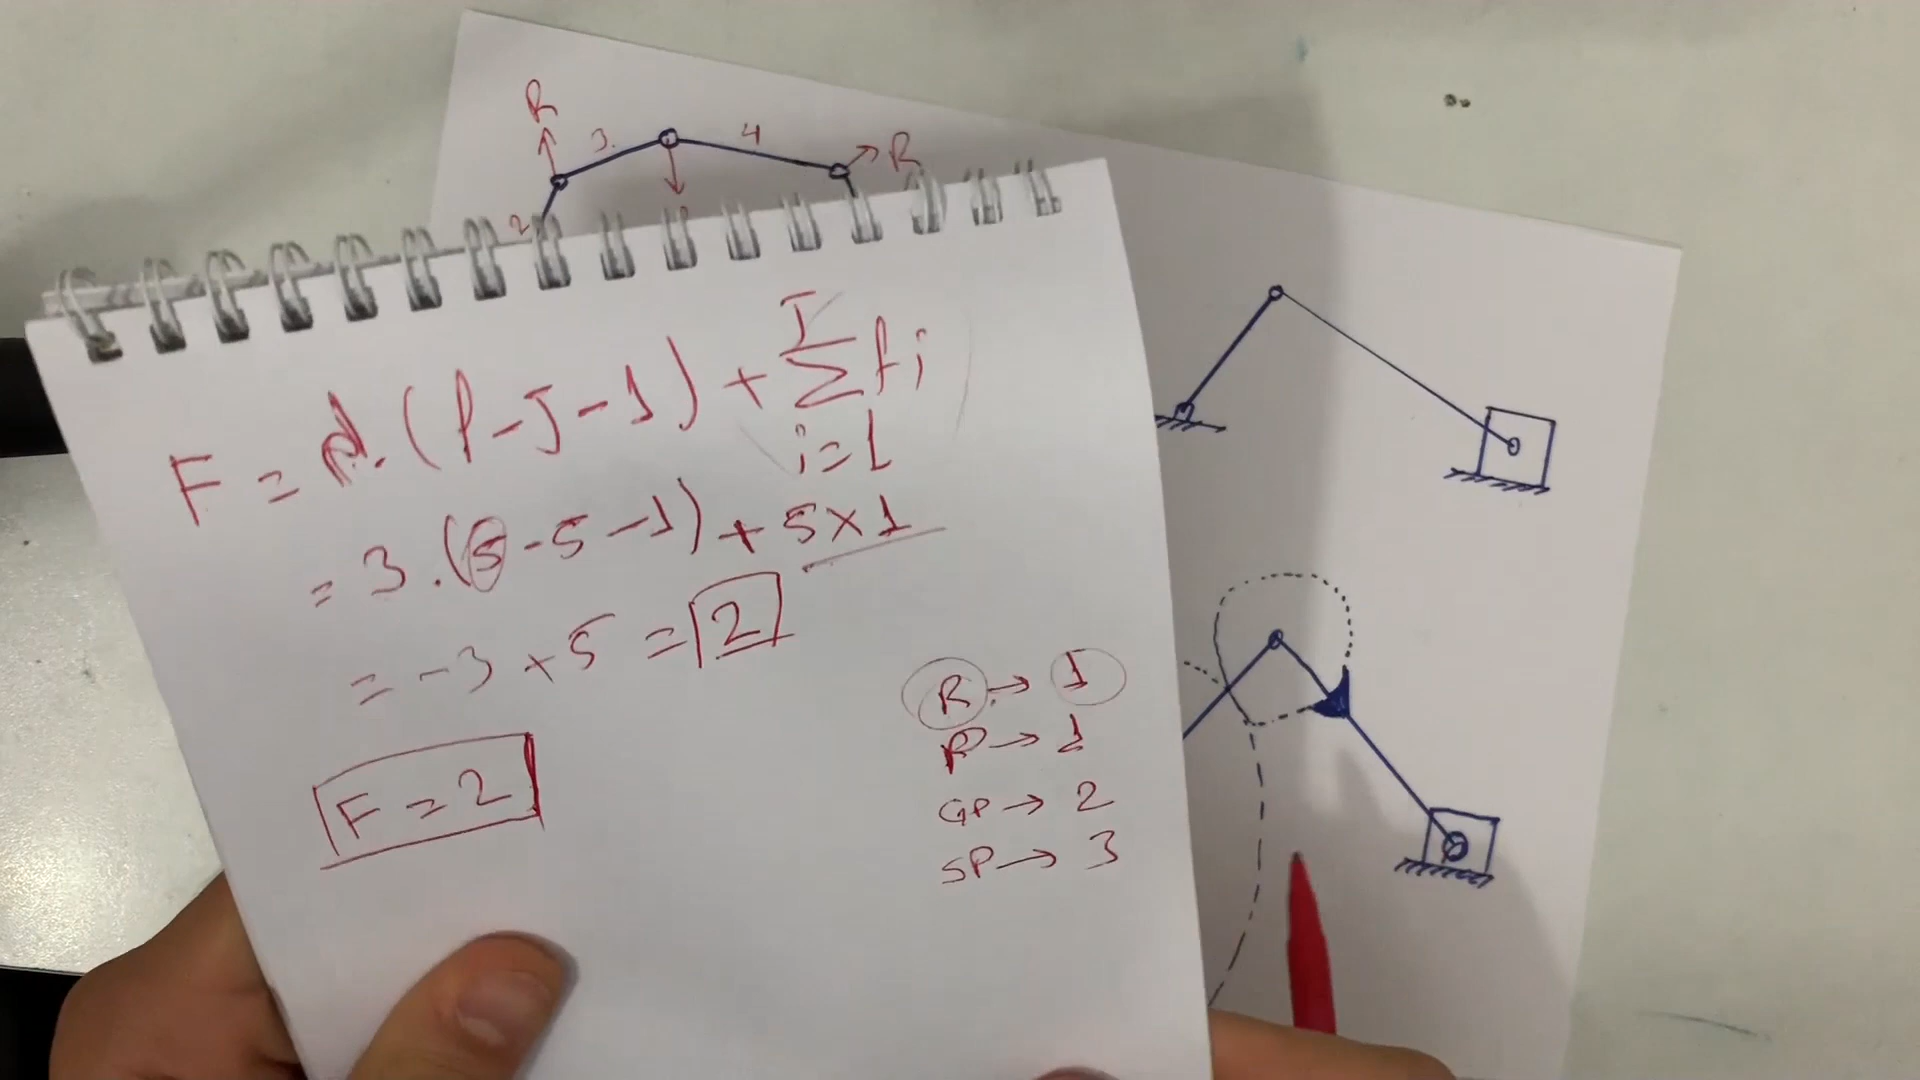 R
3.
4
R
2
F = d.(l-J-1) + J∑i=1 fi
= 3.(5-5-1) + 5x1
= -3+5 = 2
F = 2
R → 1
P → 1
GP → 2
SP → 3